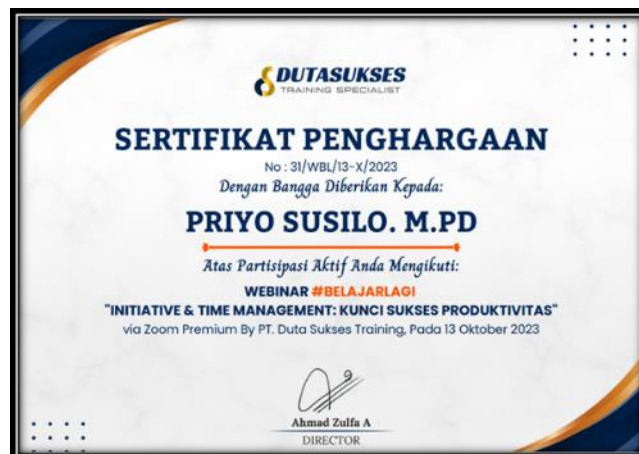 DUTASUKSES
TRAINING SPECIALIST
SERTIFIKAT PENGHARGAAN
No : 31/WBL/13-X/2023
Dengan Bangga Diberikan Kepada:
PRIYO SUSILO. M.PD
Atas Partisipasi Aktif Anda Mengikuti:
WEBINAR #BELAJARLAGI
"INITIATIVE & TIME MANAGEMENT: KUNCI SUKSES PRODUKTIVITAS"
via Zoom Premium By PT. Duta Sukses Training, Pada 13 Oktober 2023
Ahmad Zulfa A
DIRECTOR